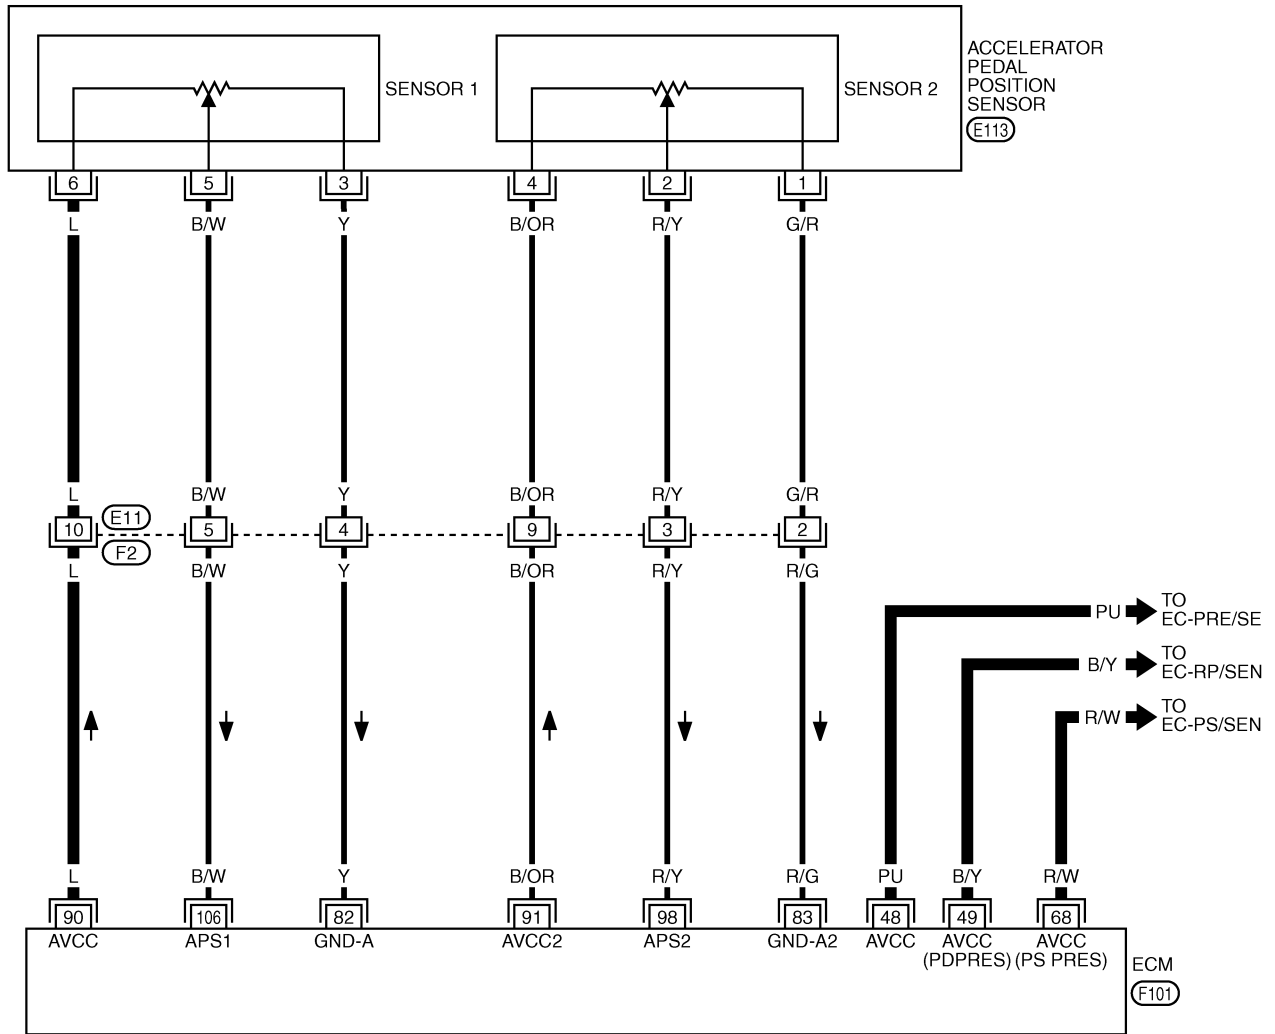 ACCELERATOR
PEDAL
POSITION
SENSOR
E113
SENSOR 1
SENSOR 2
6 5 3 4 2 1
L B/W Y B/OR R/Y G/R
L B/W Y B/OR R/Y G/R
E11
10 5 4 9 3 2
F2
L B/W Y B/OR R/Y R/G
PU TO
EC-PRE/SE
B/Y TO
EC-RP/SEN
R/W TO
EC-PS/SEN
L B/W Y B/OR R/Y R/G PU B/Y R/W
90 106 82 91 98 83 48 49 68
AVCC APS1 GND-A AVCC2 APS2 GND-A2 AVCC AVCC AVCC
(PDPRES) (PS PRES)
ECM
F101